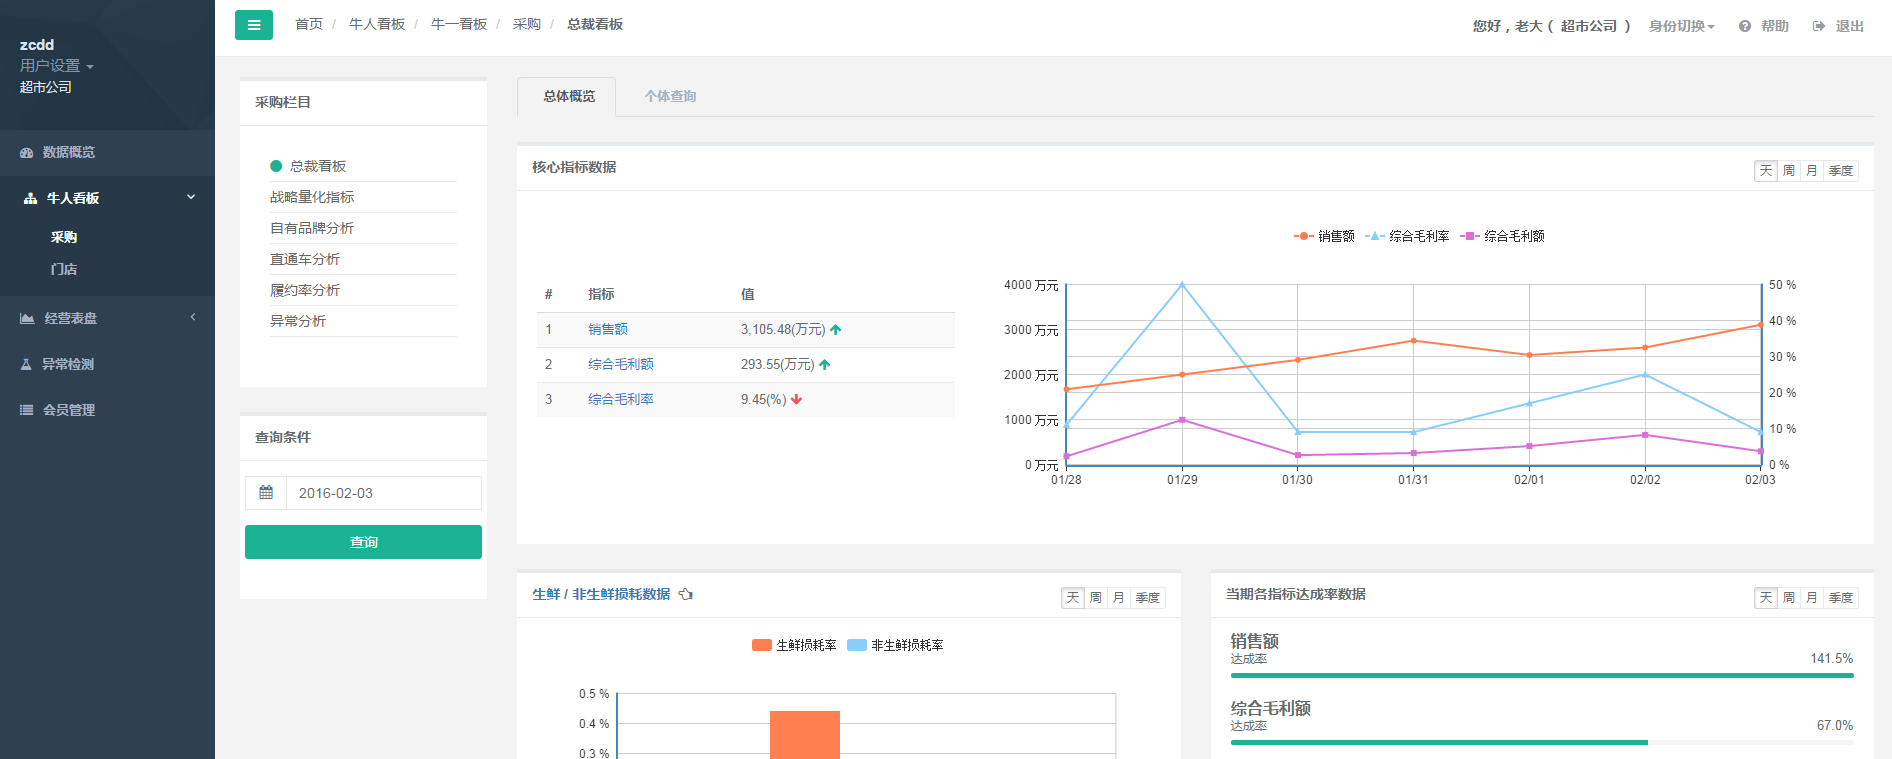 zcdd
用户设置
超市公司
数据概览
牛人看板
采购
门店
经营表盘
异常检测
会员管理
首页 / 牛人看板 / 牛一看板 / 采购 / 总裁看板
您好，老大（ 超市公司 ） 身份切换 帮助 退出
采购栏目
总裁看板
战略量化指标
自有品牌分析
直通车分析
履约率分析
异常分析
查询条件
2016-02-03
查询
总体概览 个体查询
核心指标数据
天 周 月 季度
# 指标 值
1 销售额 3,105.48(万元)
2 综合毛利额 293.55(万元)
3 综合毛利率 9.45(%)
销售额 综合毛利率 综合毛利额
4000 万元
3000 万元
2000 万元
1000 万元
0 万元
50 %
40 %
30 %
20 %
10 %
0 %
01/28 01/29 01/30 01/31 02/01 02/02 02/03
生鲜 / 非生鲜损耗数据
天 周 月 季度
生鲜损耗率 非生鲜损耗率
0.5 %
0.4 %
0.3 %
当期各指标达成率数据
天 周 月 季度
销售额
达成率 141.5%
综合毛利额
达成率 67.0%